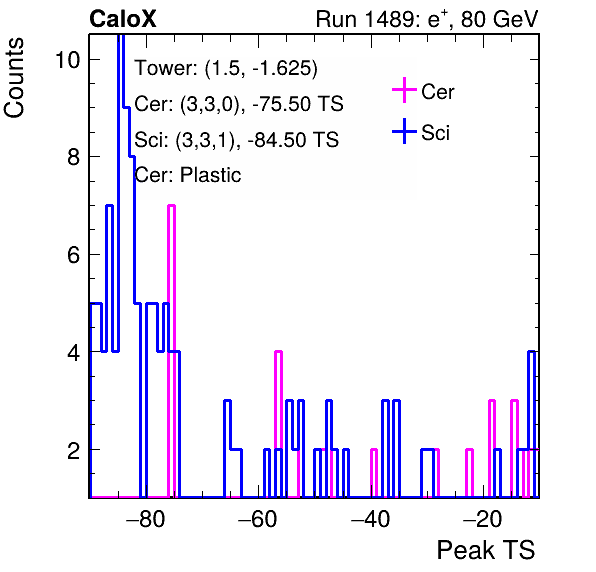 CaloX Run 1489: e⁺, 80 GeV
Counts
10
8
6
4
2
Tower: (1.5, -1.625)
Cer: (3,3,0), -75.50 TS
Sci: (3,3,1), -84.50 TS
Cer: Plastic
Cer
Sci
−80 −60 −40 −20
Peak TS